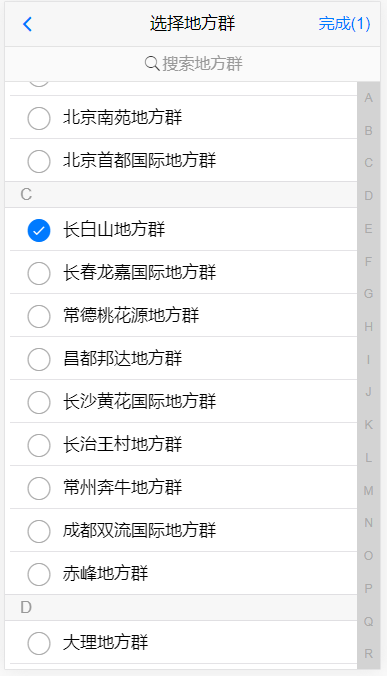 选择地方群
完成(1)
搜索地方群
北京南苑地方群
北京首都国际地方群
C
长白山地方群
长春龙嘉国际地方群
常德桃花源地方群
昌都邦达地方群
长沙黄花国际地方群
长治王村地方群
常州奔牛地方群
成都双流国际地方群
赤峰地方群
D
大理地方群
A
B
C
D
E
F
G
H
I
J
K
L
M
N
O
P
Q
R